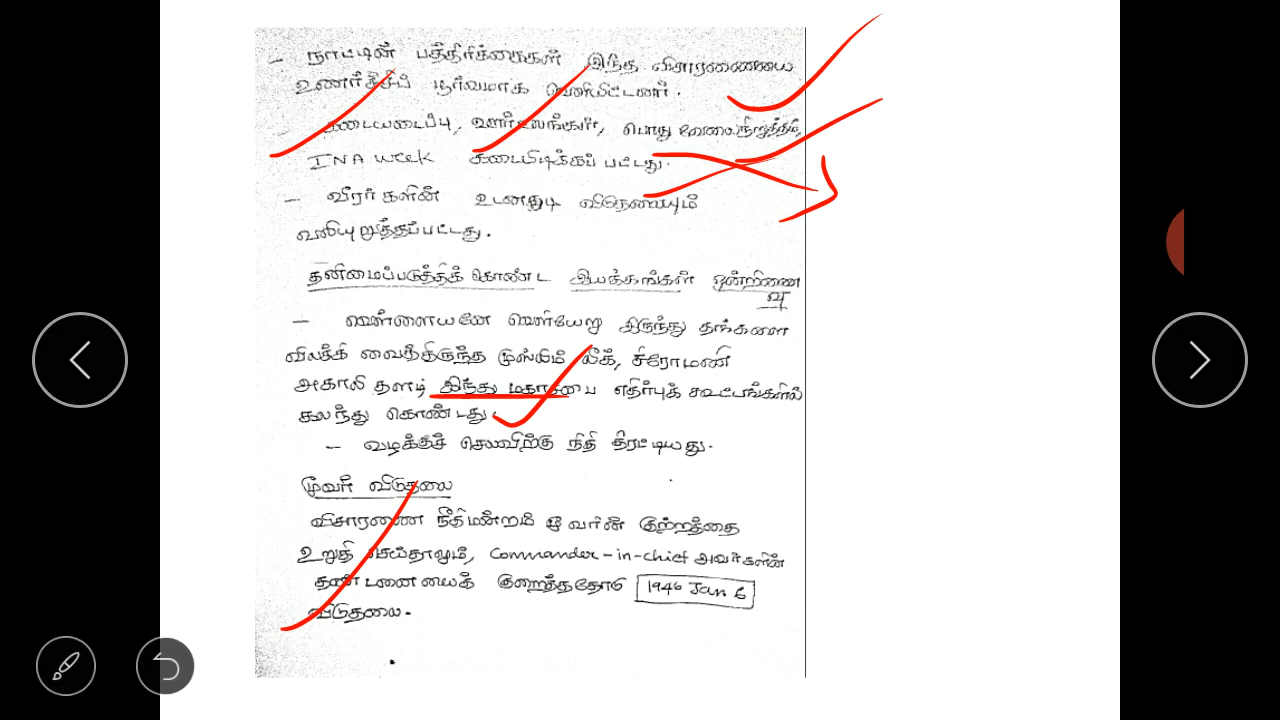 - நாட்டின் பத்திரிக்கைகள் இந்த விசாரணையை
உணர்ச்சிப் பூர்வமாக வெளியிட்டனர்.
- கடையடைப்பு, ஊர்வலங்கள், பொது வேலைநிறுத்தம்,
INA week கடைபிடிக்கப் பட்டது.
- வீரர்களின் உடனடி விடுதலையும்
வலியுறுத்தப்பட்டது.
தனிமைப்படுத்திக் கொண்ட இயக்கங்கள் ஒன்றிணை
வு
- வெள்ளையனே வெளியேறு இருந்து தங்களை
விலக்கி வைத்திருந்த முஸ்லிம் லீக், சிரோமணி
அகாலி தளம் இந்து மகாசபை எதிர்ப்புக் கூட்டங்களில்
கலந்து கொண்டது.
- வழக்குச் செலவிற்கு நிதி திரட்டியது.
மூவர் விடுதலை
விசாரணை நீதிமன்றம் மூவரின் குற்றத்தை
உறுதி செய்தாலும், Commander-in-chief அவர்களின்
தண்டனையைக் குறைத்ததோடு 1946 Jan 6
விடுதலை.